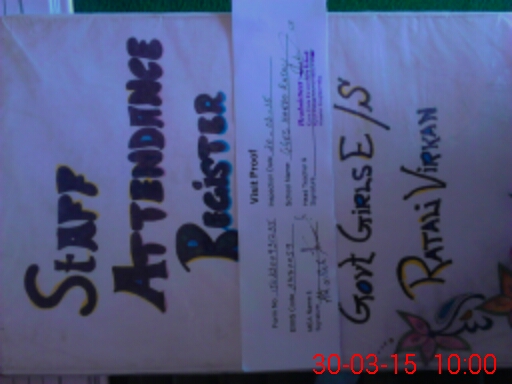 STAFF
ATTENDANCE
REGISTER
Visit Proof
Form No.
Inspection Date
EMIS Code
School Name
MEA Name &
Signature
Head Teacher &
Signature
GOVT GIRLS E/S
RATALI VIRKAN
30-03-15 10:00